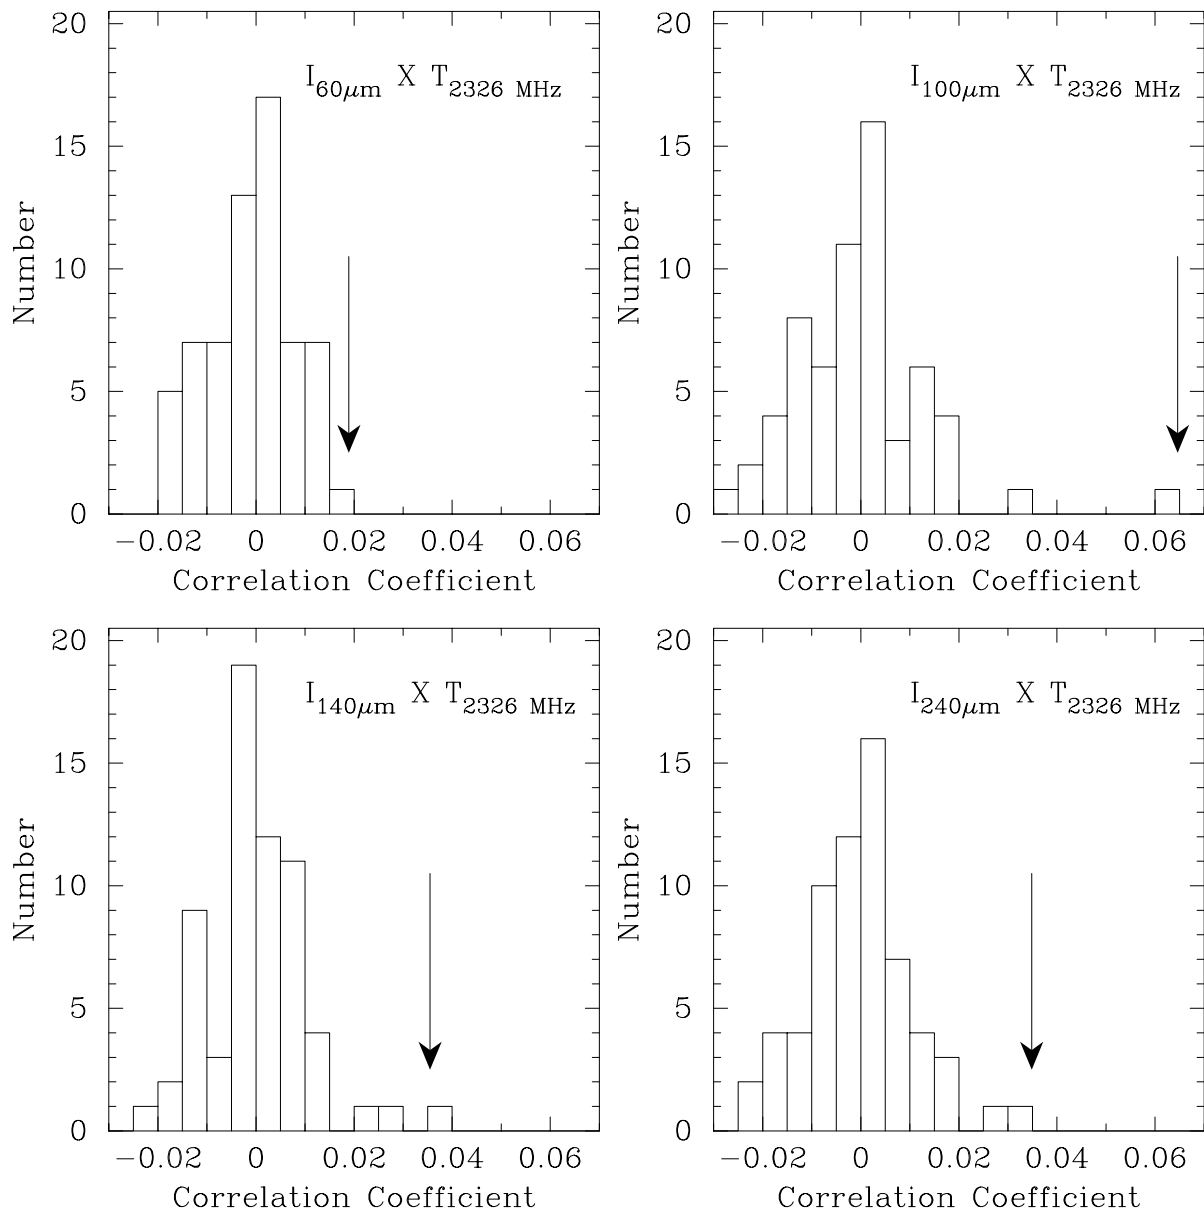 20
I60μm X T2326 MHz
15
Number
10
5
0
−0.02 0 0.02 0.04 0.06
Correlation Coefficient
20
I100μm X T2326 MHz
15
Number
10
5
0
−0.02 0 0.02 0.04 0.06
Correlation Coefficient
20
I140μm X T2326 MHz
15
Number
10
5
0
−0.02 0 0.02 0.04 0.06
Correlation Coefficient
20
I240μm X T2326 MHz
15
Number
10
5
0
−0.02 0 0.02 0.04 0.06
Correlation Coefficient